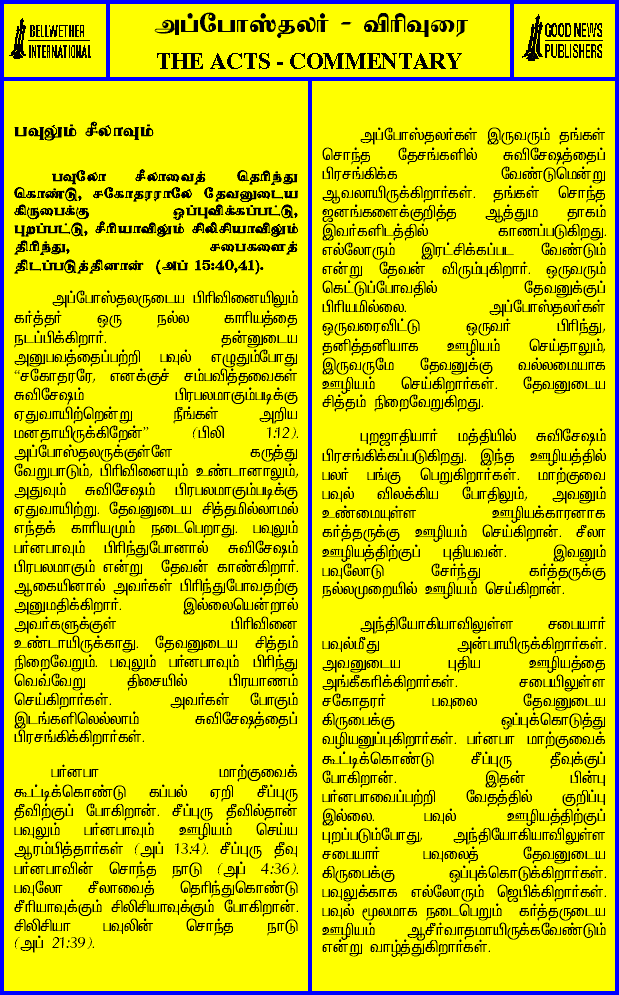 BELLWETHER
INTERNATIONAL
அப்போஸ்தலர் - விரிவுரை
THE ACTS - COMMENTARY
GOOD NEWS
PUBLISHERS
பவுலும் சீலாவும்
பவுலோ சீலாவைத் தெரிந்து
கொண்டு, சகோதரராலே தேவனுடைய
கிருபைக்கு ஒப்புவிக்கப்பட்டு,
புறப்பட்டு, சீரியாவிலும் சிலிசியாவிலும்
திரிந்து, சபைகளைத்
திடப்படுத்தினான் (அப் 15:40,41).
அப்போஸ்தலருடைய பிரிவினையிலும்
கர்த்தர் ஒரு நல்ல காரியத்தை
நடப்பிக்கிறார். தன்னுடைய
அனுபவத்தைப்பற்றி பவுல் எழுதும்போது
“சகோதரரே, எனக்குச் சம்பவித்தவைகள்
சுவிசேஷம் பிரபலமாகும்படிக்கு
ஏதுவாயிற்றென்று நீங்கள் அறிய
மனதாயிருக்கிறேன்” (பிலி 1:12).
அப்போஸ்தலருக்குள்ளே கருத்து
வேறுபாடும், பிரிவினையும் உண்டானாலும்,
அதுவும் சுவிசேஷம் பிரபலமாகும்படிக்கு
ஏதுவாயிற்று. தேவனுடைய சித்தமில்லாமல்
எந்தக் காரியமும் நடைபெறாது. பவுலும்
பர்னபாவும் பிரிந்துபோனால் சுவிசேஷம்
பிரபலமாகும் என்று தேவன் காண்கிறார்.
ஆகையினால் அவர்கள் பிரிந்துபோவதற்கு
அனுமதிக்கிறார். இல்லையென்றால்
அவர்களுக்குள் பிரிவினை
உண்டாயிருக்காது. தேவனுடைய சித்தம்
நிறைவேறும். பவுலும் பர்னபாவும் பிரிந்து
வெவ்வேறு திசையில் பிரயாணம்
செய்கிறார்கள். அவர்கள் போகும்
இடங்களிலெல்லாம் சுவிசேஷத்தைப்
பிரசங்கிக்கிறார்கள்.
பர்னபா மாற்குவைக்
கூட்டிக்கொண்டு கப்பல் ஏறி சீப்புரு
தீவிற்குப் போகிறான். சீப்புரு தீவில்தான்
பவுலும் பர்னபாவும் ஊழியம் செய்ய
ஆரம்பித்தார்கள் (அப் 13:4). சீப்புரு தீவு
பர்னபாவின் சொந்த நாடு (அப் 4:36).
பவுலோ சீலாவைத் தெரிந்துகொண்டு
சீரியாவுக்கும் சிலிசியாவுக்கும் போகிறான்.
சிலிசியா பவுலின் சொந்த நாடு
(அப் 21:39).
அப்போஸ்தலர்கள் இருவரும் தங்கள்
சொந்த தேசங்களில் சுவிசேஷத்தைப்
பிரசங்கிக்க வேண்டுமென்று
ஆவலாயிருக்கிறார்கள். தங்கள் சொந்த
ஜனங்களைக்குறித்த ஆத்தும தாகம்
இவர்களிடத்தில் காணப்படுகிறது.
எல்லோரும் இரட்சிக்கப்பட வேண்டும்
என்று தேவன் விரும்புகிறார். ஒருவரும்
கெட்டுப்போவதில் தேவனுக்குப்
பிரியமில்லை. அப்போஸ்தலர்கள்
ஒருவரைவிட்டு ஒருவர் பிரிந்து,
தனித்தனியாக ஊழியம் செய்தாலும்,
இருவருமே தேவனுக்கு வல்லமையாக
ஊழியம் செய்கிறார்கள். தேவனுடைய
சித்தம் நிறைவேறுகிறது.
புறஜாதியார் மத்தியில் சுவிசேஷம்
பிரசங்கிக்கப்படுகிறது. இந்த ஊழியத்தில்
பலர் பங்கு பெறுகிறார்கள். மாற்குவை
பவுல் விலக்கிய போதிலும், அவனும்
உண்மையுள்ள ஊழியக்காரனாக
கர்த்தருக்கு ஊழியம் செய்கிறான். சீலா
ஊழியத்திற்குப் புதியவன். இவனும்
பவுலோடு சேர்ந்து கர்த்தருக்கு
நல்லமுறையில் ஊழியம் செய்கிறான்.
அந்தியோகியாவிலுள்ள சபையார்
பவுல்மீது அன்பாயிருக்கிறார்கள்.
அவனுடைய புதிய ஊழியத்தை
அங்கீகரிக்கிறார்கள். சபையிலுள்ள
சகோதரர் பவுலை தேவனுடைய
கிருபைக்கு ஒப்புக்கொடுத்து
வழியனுப்புகிறார்கள். பர்னபா மாற்குவைக்
கூட்டிக்கொண்டு சீப்புரு தீவுக்குப்
போகிறான். இதன் பின்பு
பர்னபாவைப்பற்றி வேதத்தில் குறிப்பு
இல்லை. பவுல் ஊழியத்திற்குப்
புறப்படும்போது, அந்தியோகியாவிலுள்ள
சபையார் பவுலைத் தேவனுடைய
கிருபைக்கு ஒப்புக்கொடுக்கிறார்கள்.
பவுலுக்காக எல்லோரும் ஜெபிக்கிறார்கள்.
பவுல் மூலமாக நடைபெறும் கர்த்தருடைய
ஊழியம் ஆசீர்வாதமாயிருக்கவேண்டும்
என்று வாழ்த்துகிறார்கள்.